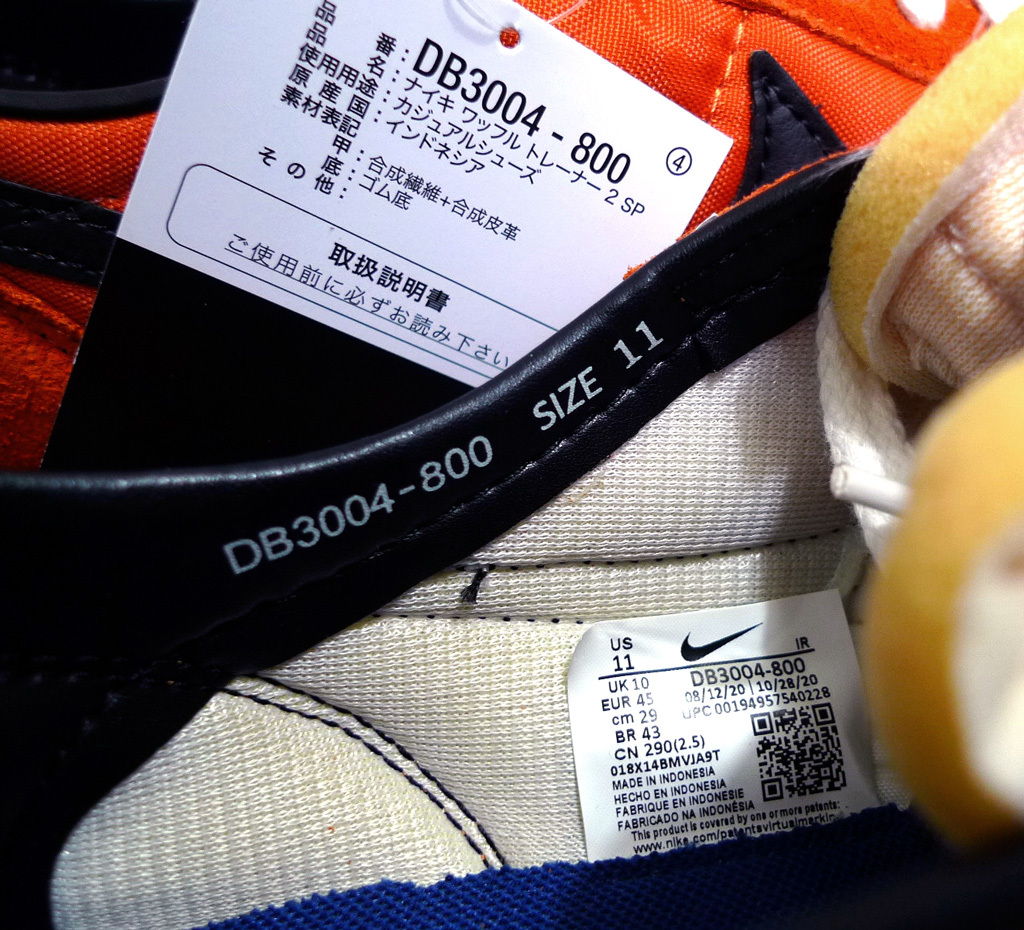 品番：DB3004 - 800 ④
品名：ナイキ ワッフル トレーナー 2 SP
使用用途：カジュアルシューズ
原産国：インドネシア
素材表記
甲：合成繊維+合成皮革
底：ゴム底
その他：
取扱説明書
ご使用前に必ずお読み下さい
DB3004-800 SIZE 11
US IR
11
DB3004-800
UK 10
08/12/20 10/28/20
EUR 45
UPC 00194957540228
cm 29
BR 43
CN 290(2.5)
018X14BMVJA9T
MADE IN INDONESIA
HECHO EN INDONESIA
FABRIQUE EN INDONESIE
FABRICADO NA INDONÉSIA
This product is covered by one or more patents:
www.nike.com/patentsvirtualmarkin